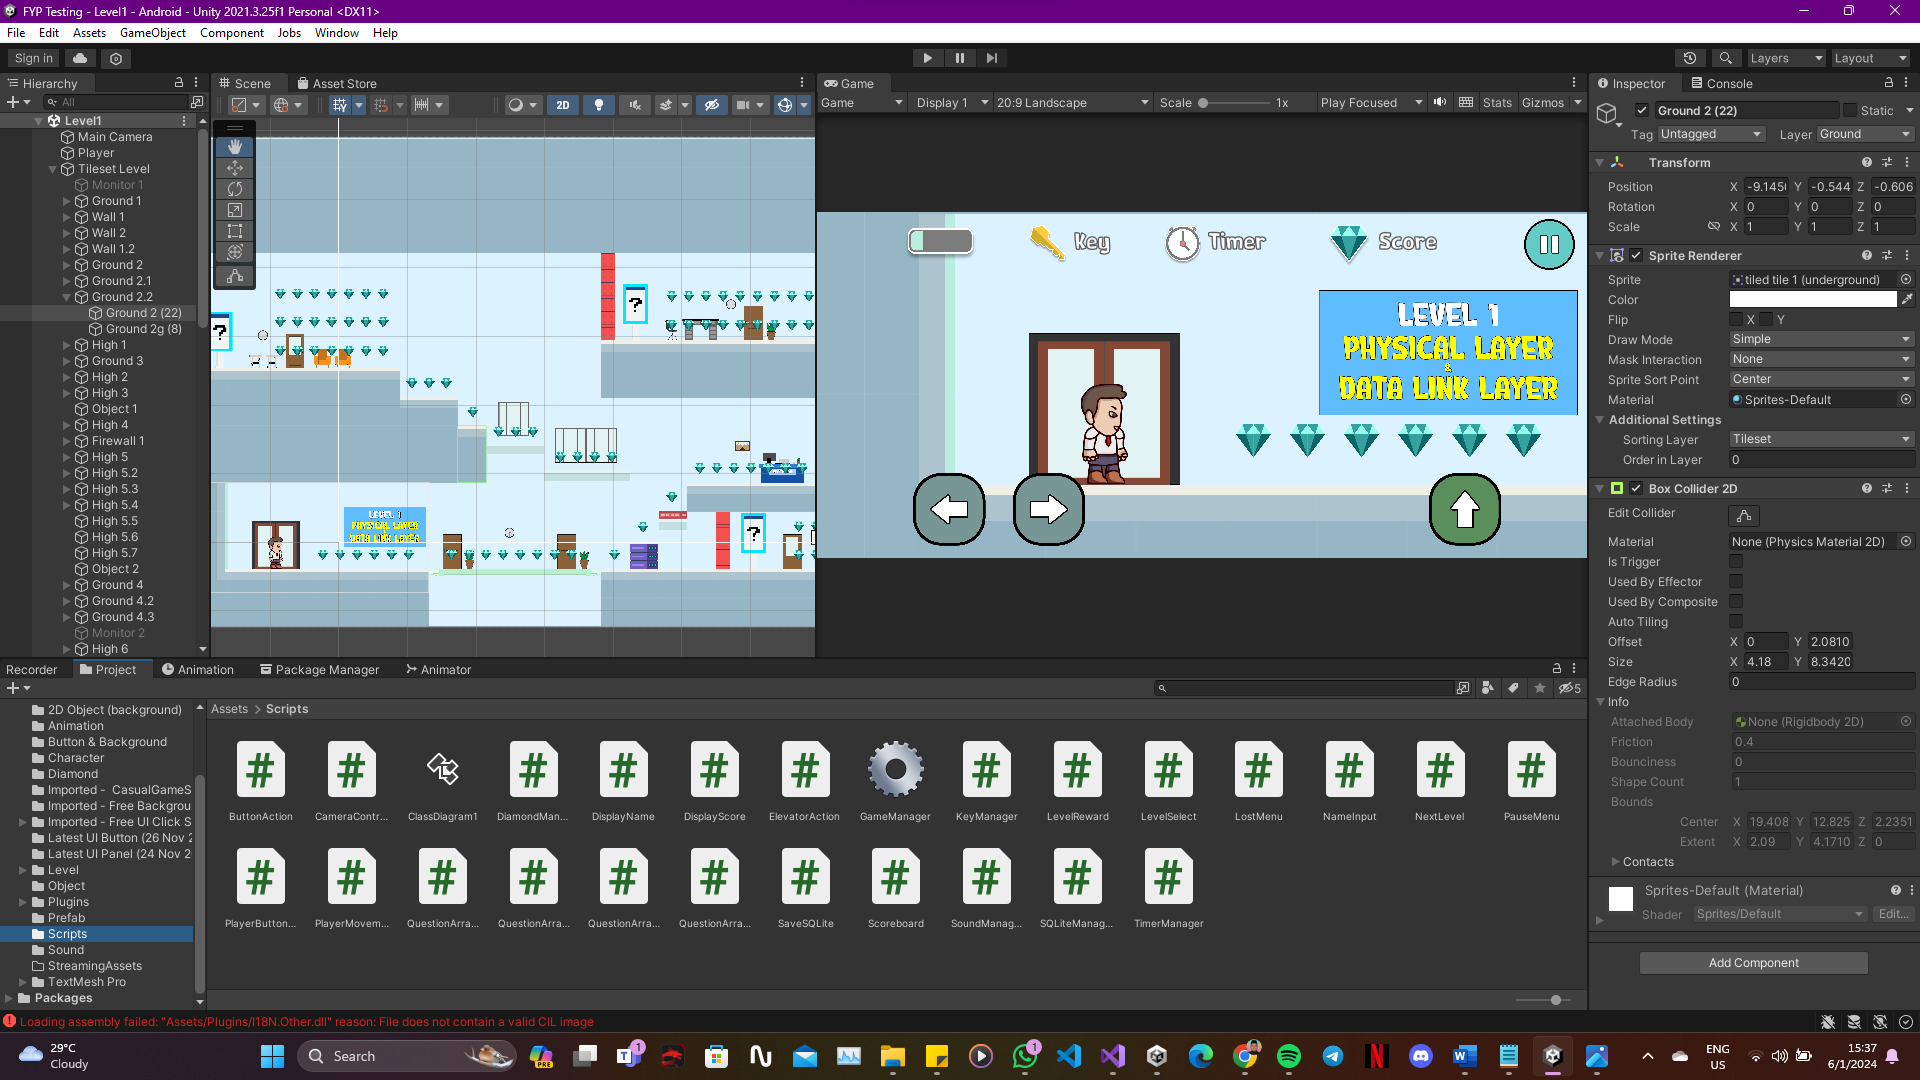 FYP Testing - Level1 - Android - Unity 2021.3.25f1 Personal <DX11>
File Edit Assets GameObject Component Jobs Window Help
Sign in
Layers Layout
Hierarchy
All
Level1
Main Camera
Player
Tileset Level
Monitor 1
Ground 1
Wall 1
Wall 2
Wall 1.2
Ground 2
Ground 2.1
Ground 2.2
Ground 2 (22)
Ground 2g (8)
High 1
Ground 3
High 2
High 3
Object 1
High 4
Firewall 1
High 5
High 5.2
High 5.3
High 5.4
High 5.5
High 5.6
High 5.7
Object 2
Ground 4
Ground 4.2
Ground 4.3
Monitor 2
High 6
Scene Asset Store
2D
?
?
?
LEVEL 1
PHYSICAL LAYER
DATA LINK LAYER
Game
Game Display 1 20:9 Landscape Scale 1x Play Focused Stats Gizmos
Key Timer Score
LEVEL 1
PHYSICAL LAYER
&
DATA LINK LAYER
Inspector Console
Ground 2 (22) Static
Tag Untagged Layer Ground
Transform
Position X -9.145 Y -0.544 Z -0.606
Rotation X 0 Y 0 Z 0
Scale X 1 Y 1 Z 1
Sprite Renderer
Sprite tiled tile 1 (underground)
Color
Flip X Y
Draw Mode Simple
Mask Interaction None
Sprite Sort Point Center
Material Sprites-Default
Additional Settings
Sorting Layer Tileset
Order in Layer 0
Box Collider 2D
Edit Collider
Material None (Physics Material 2D)
Is Trigger
Used By Effector
Used By Composite
Auto Tiling
Offset X 0 Y 2.0810
Size X 4.18 Y 8.3420
Edge Radius 0
Info
Attached Body None (Rigidbody 2D)
Friction 0.4
Bounciness 0
Shape Count 1
Bounds
Center X 19.408 Y 12.825 Z 2.2351
Extent X 2.09 Y 4.1710 Z 0
Contacts
Sprites-Default (Material)
Shader Sprites/Default Edit...
Add Component
Recorder Project Animation Package Manager Animator
5
2D Object (background)
Animation
Button & Background
Character
Diamond
Imported - CasualGameS
Imported - Free Backgrou
Imported - Free UI Click S
Latest UI Button (26 Nov 2
Latest UI Panel (24 Nov 2
Level
Object
Plugins
Prefab
Scripts
Sound
StreamingAssets
TextMesh Pro
Packages
Assets > Scripts
ButtonAction CameraContr... ClassDiagram1 DiamondMan... DisplayName DisplayScore ElevatorAction GameManager KeyManager LevelReward LevelSelect LostMenu NameInput NextLevel PauseMenu
PlayerButton... PlayerMovem... QuestionArra... QuestionArra... QuestionArra... QuestionArra... SaveSQLite Scoreboard SoundManag... SQLiteManag... TimerManager
Loading assembly failed: "Assets/Plugins/I18N.Other.dll" reason: File does not contain a valid CIL image
29°C
Cloudy
Search
PRE
1
1
ENG
US
15:37
6/1/2024